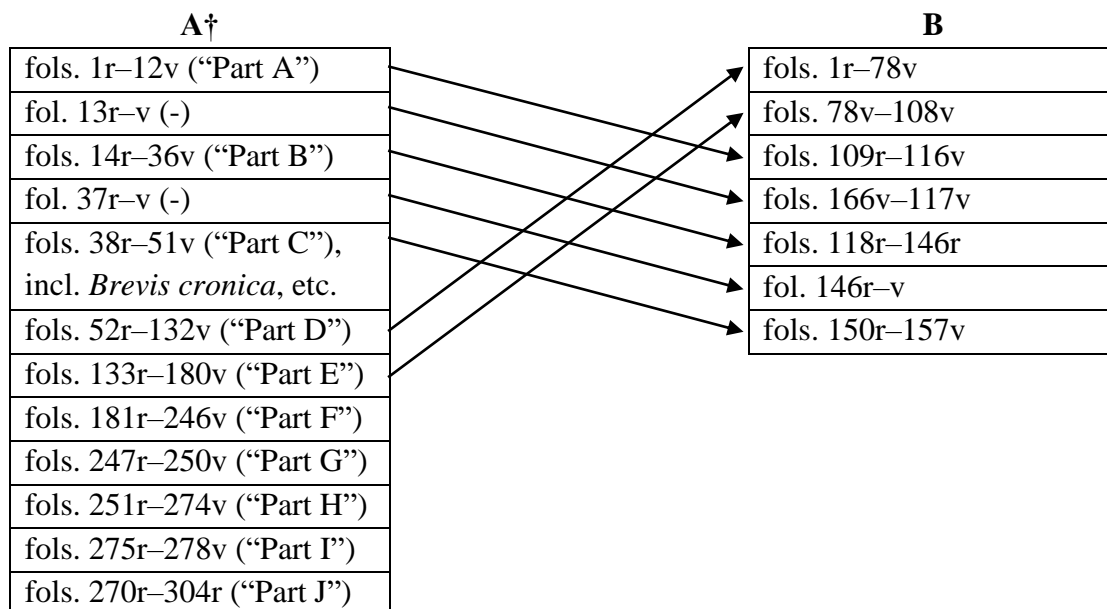 A†
fols. 1r–12v (“Part A”)
fol. 13r–v (-)
fols. 14r–36v (“Part B”)
fol. 37r–v (-)
fols. 38r–51v (“Part C”),
incl. Brevis cronica, etc.
fols. 52r–132v (“Part D”)
fols. 133r–180v (“Part E”)
fols. 181r–246v (“Part F”)
fols. 247r–250v (“Part G”)
fols. 251r–274v (“Part H”)
fols. 275r–278v (“Part I”)
fols. 270r–304r (“Part J”)
B
fols. 1r–78v
fols. 78v–108v
fols. 109r–116v
fols. 166v–117v
fols. 118r–146r
fol. 146r–v
fols. 150r–157v